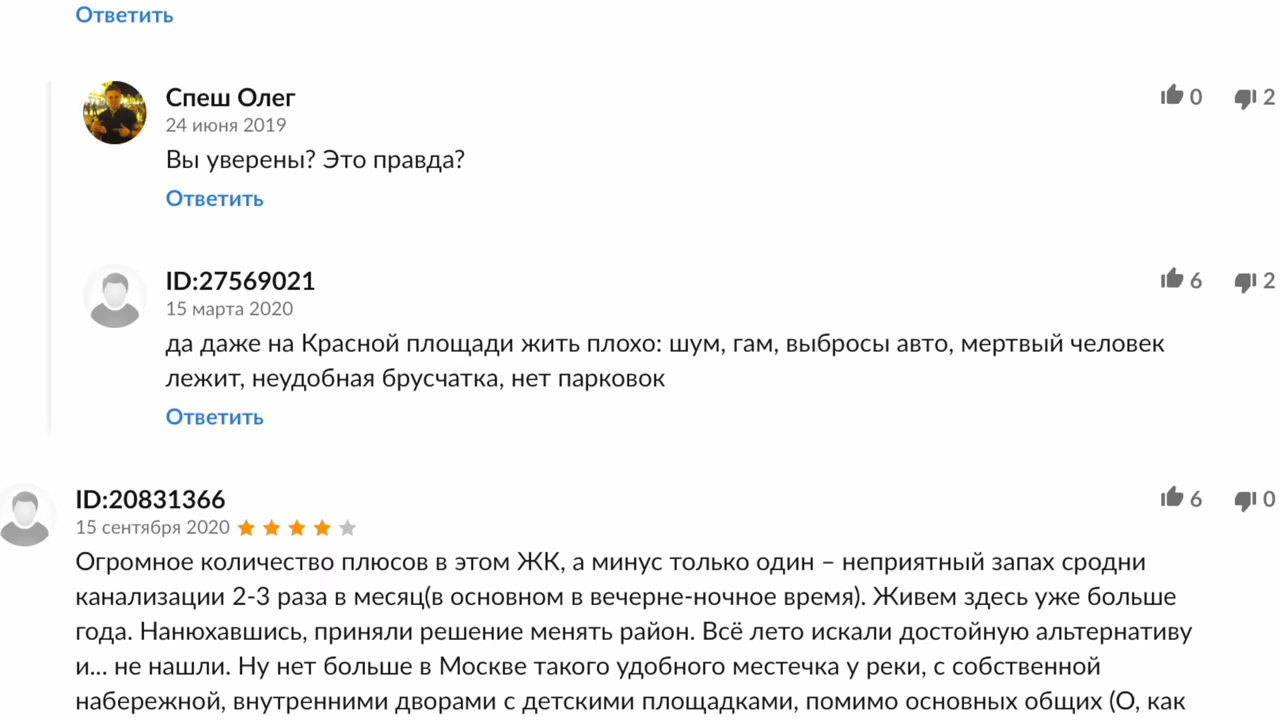 Ответить
Спеш Олег
0
2
24 июня 2019
Вы уверены? Это правда?
Ответить
ID:27569021
6
2
15 марта 2020
да даже на Красной площади жить плохо: шум, гам, выбросы авто, мертвый человек
лежит, неудобная брусчатка, нет парковок
Ответить
ID:20831366
6
0
15 сентября 2020
Огромное количество плюсов в этом ЖК, а минус только один – неприятный запах сродни
канализации 2-3 раза в месяц(в основном в вечерне-ночное время). Живем здесь уже больше
года. Нанюхавшись, приняли решение менять район. Всё лето искали достойную альтернативу
и... не нашли. Ну нет больше в Москве такого удобного местечка у реки, с собственной
набережной, внутренними дворами с детскими площадками, помимо основных общих (О, как